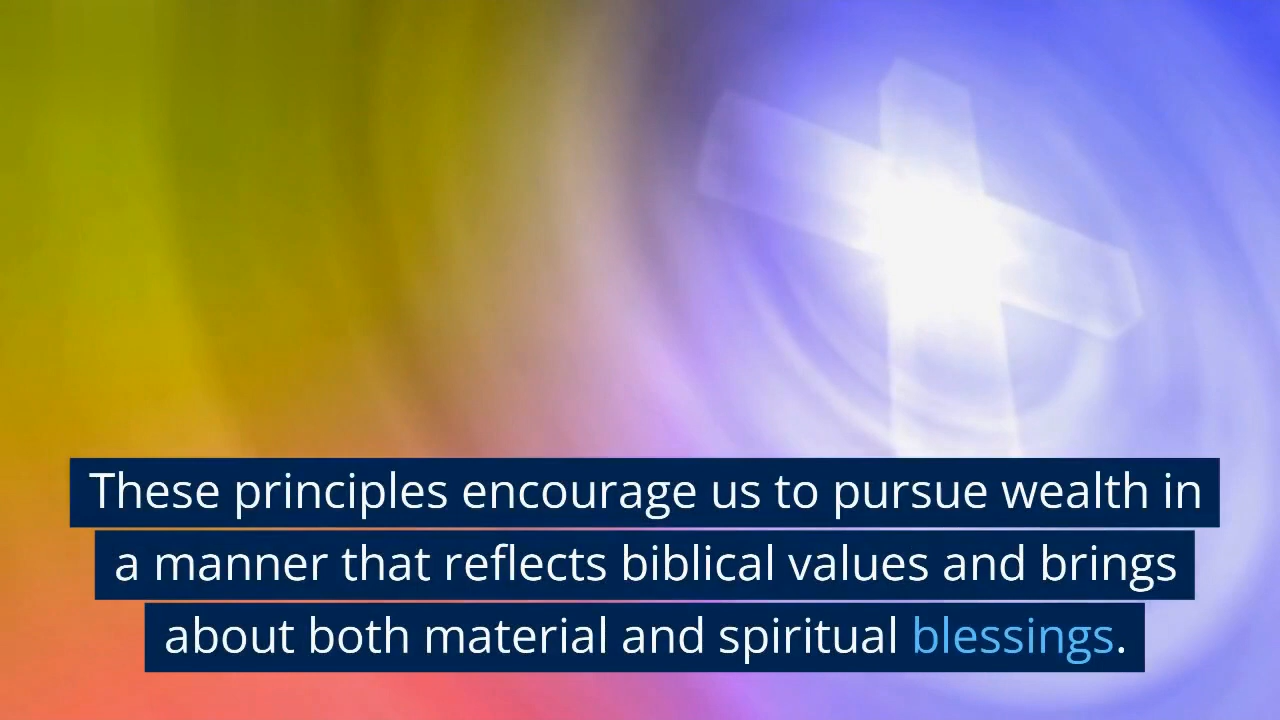 These principles encourage us to pursue wealth in
a manner that reflects biblical values and brings
about both material and spiritual blessings.